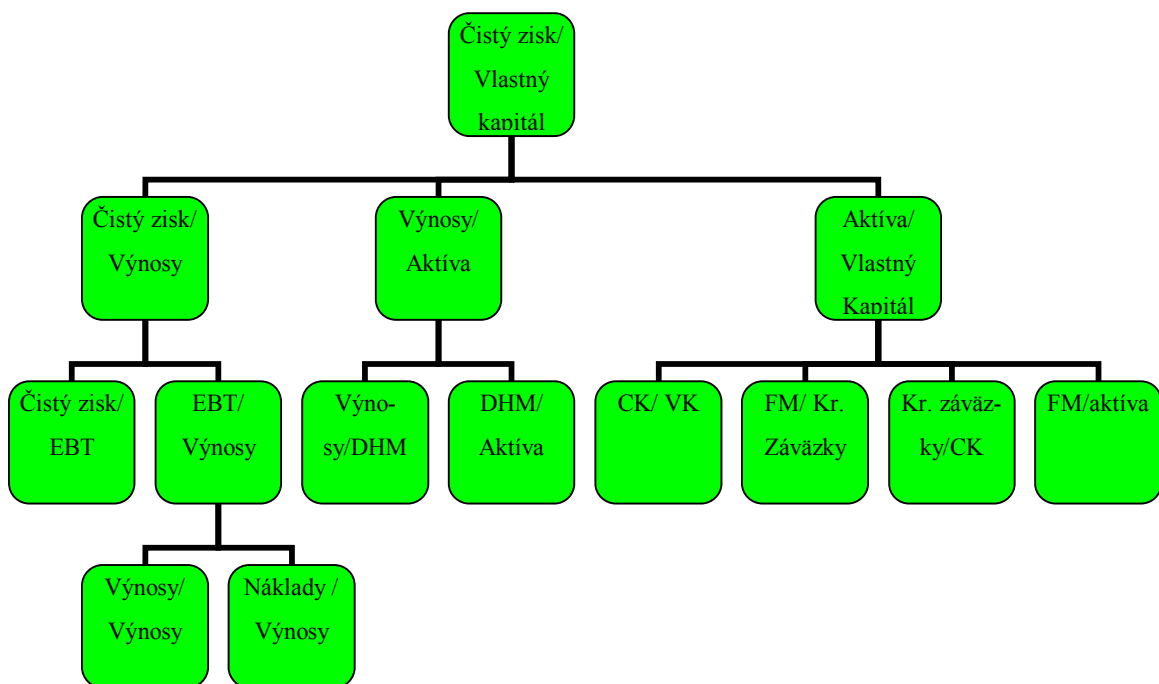 Čistý zisk/
Vlastný
kapitál
Čistý zisk/
Výnosy
Výnosy/
Aktíva
Aktíva/
Vlastný
Kapitál
Čistý zisk/
EBT
EBT/
Výnosy
Výno-
sy/DHM
DHM/
Aktíva
CK/ VK
FM/ Kr.
Záväzky
Kr. záväz-
ky/CK
FM/aktíva
Výnosy/
Výnosy
Náklady /
Výnosy